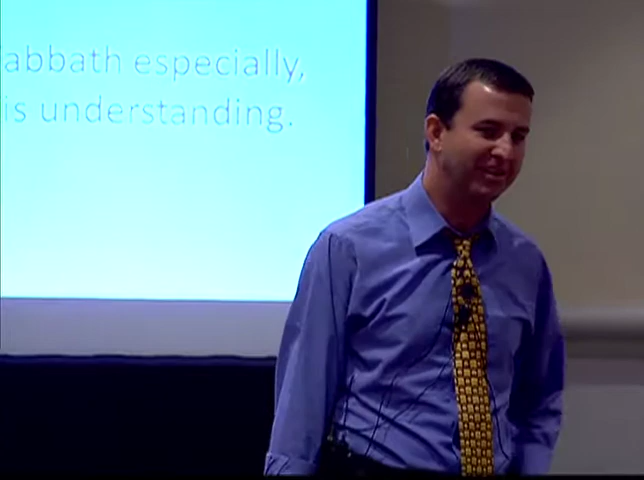 abbath especially,
is understanding.